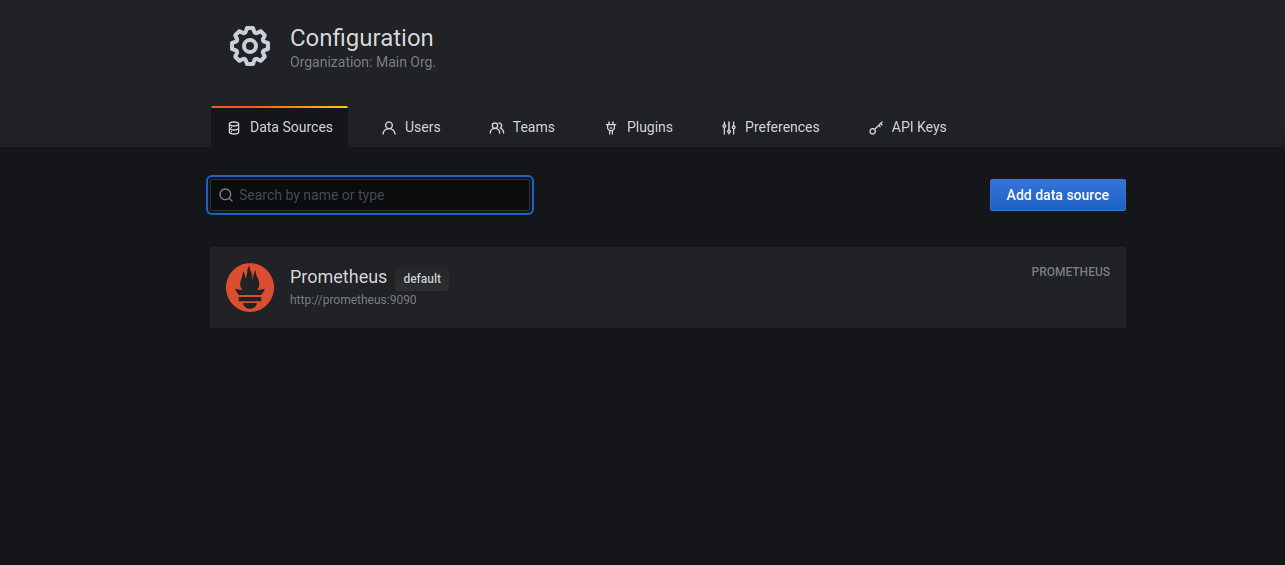 Configuration
Organization: Main Org.
Data Sources
Users
Teams
Plugins
Preferences
API Keys
Search by name or type
Add data source
Prometheus default
PROMETHEUS
http://prometheus:9090